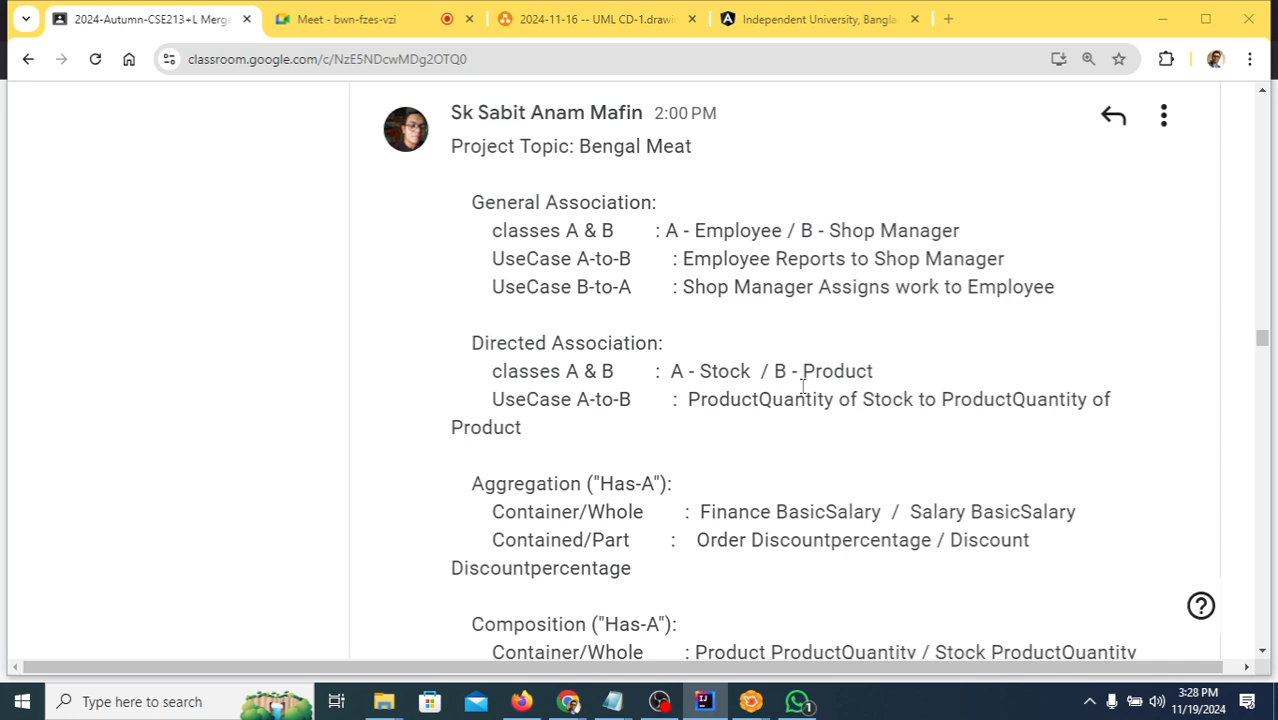 2024-Autumn-CSE213+L Merge
Meet - bwn-fzes-vzi
2024-11-16 -- UML CD-1.drawi
Independent University, Bangla
classroom.google.com/c/NzE5NDcwMDg2OTQ0
Sk Sabit Anam Mafin 2:00 PM
Project Topic: Bengal Meat
General Association:
classes A & B : A - Employee / B - Shop Manager
UseCase A-to-B : Employee Reports to Shop Manager
UseCase B-to-A : Shop Manager Assigns work to Employee
Directed Association:
classes A & B : A - Stock / B - Product
UseCase A-to-B : ProductQuantity of Stock to ProductQuantity of
Product
Aggregation ("Has-A"):
Container/Whole : Finance BasicSalary / Salary BasicSalary
Contained/Part : Order Discountpercentage / Discount
Discountpercentage
Composition ("Has-A"):
Container/Whole : Product ProductQuantity / Stock ProductQuantity
Type here to search
1
3:28 PM
11/19/2024